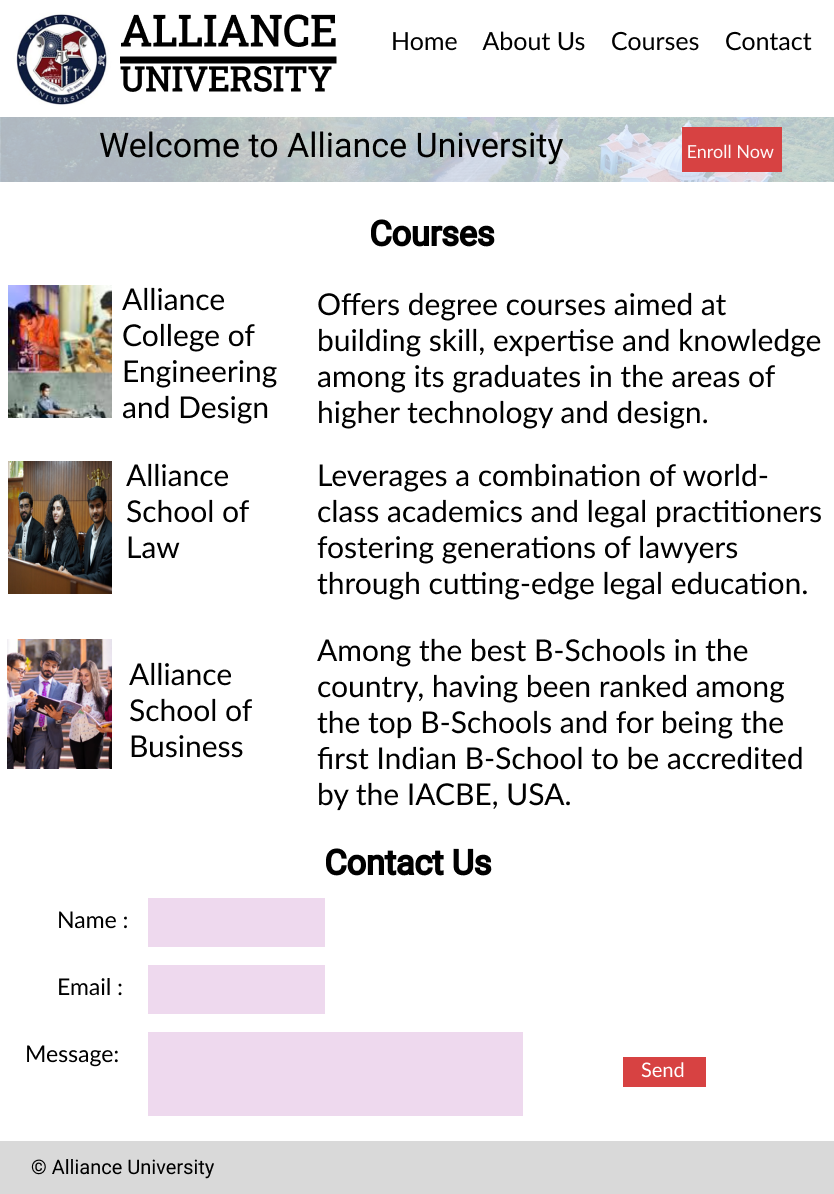 ALLIANCE
UNIVERSITY
ALLIANCE
UNIVERSITY
Home About Us Courses Contact
Welcome to Alliance University
Enroll Now
Courses
Alliance
College of
Engineering
and Design
Offers degree courses aimed at
building skill, expertise and knowledge
among its graduates in the areas of
higher technology and design.
Alliance
School of
Law
Leverages a combination of world-
class academics and legal practitioners
fostering generations of lawyers
through cutting-edge legal education.
Alliance
School of
Business
Among the best B-Schools in the
country, having been ranked among
the top B-Schools and for being the
first Indian B-School to be accredited
by the IACBE, USA.
Contact Us
Name :
Email :
Message:
Send
© Alliance University